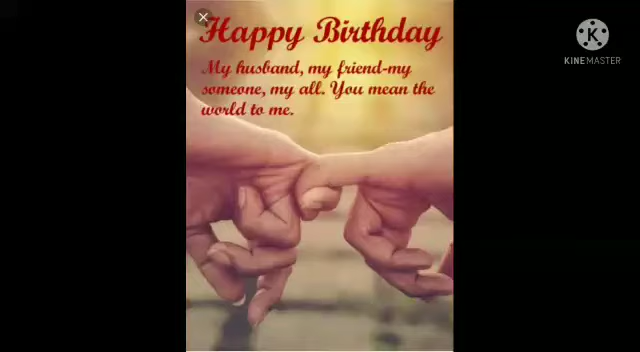 Happy Birthday
My husband, my friend-my
someone, my all. You mean the
world to me.
K
KINEMASTER